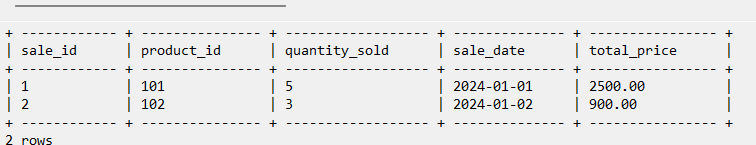 + ------------ + --------------- + ------------------ + -------------- + ---------------- +
| sale_id | product_id | quantity_sold | sale_date | total_price |
+ ------------ + --------------- + ------------------ + -------------- + ---------------- +
| 1 | 101 | 5 | 2024-01-01 | 2500.00 |
| 2 | 102 | 3 | 2024-01-02 | 900.00 |
+ ------------ + --------------- + ------------------ + -------------- + ---------------- +
2 rows